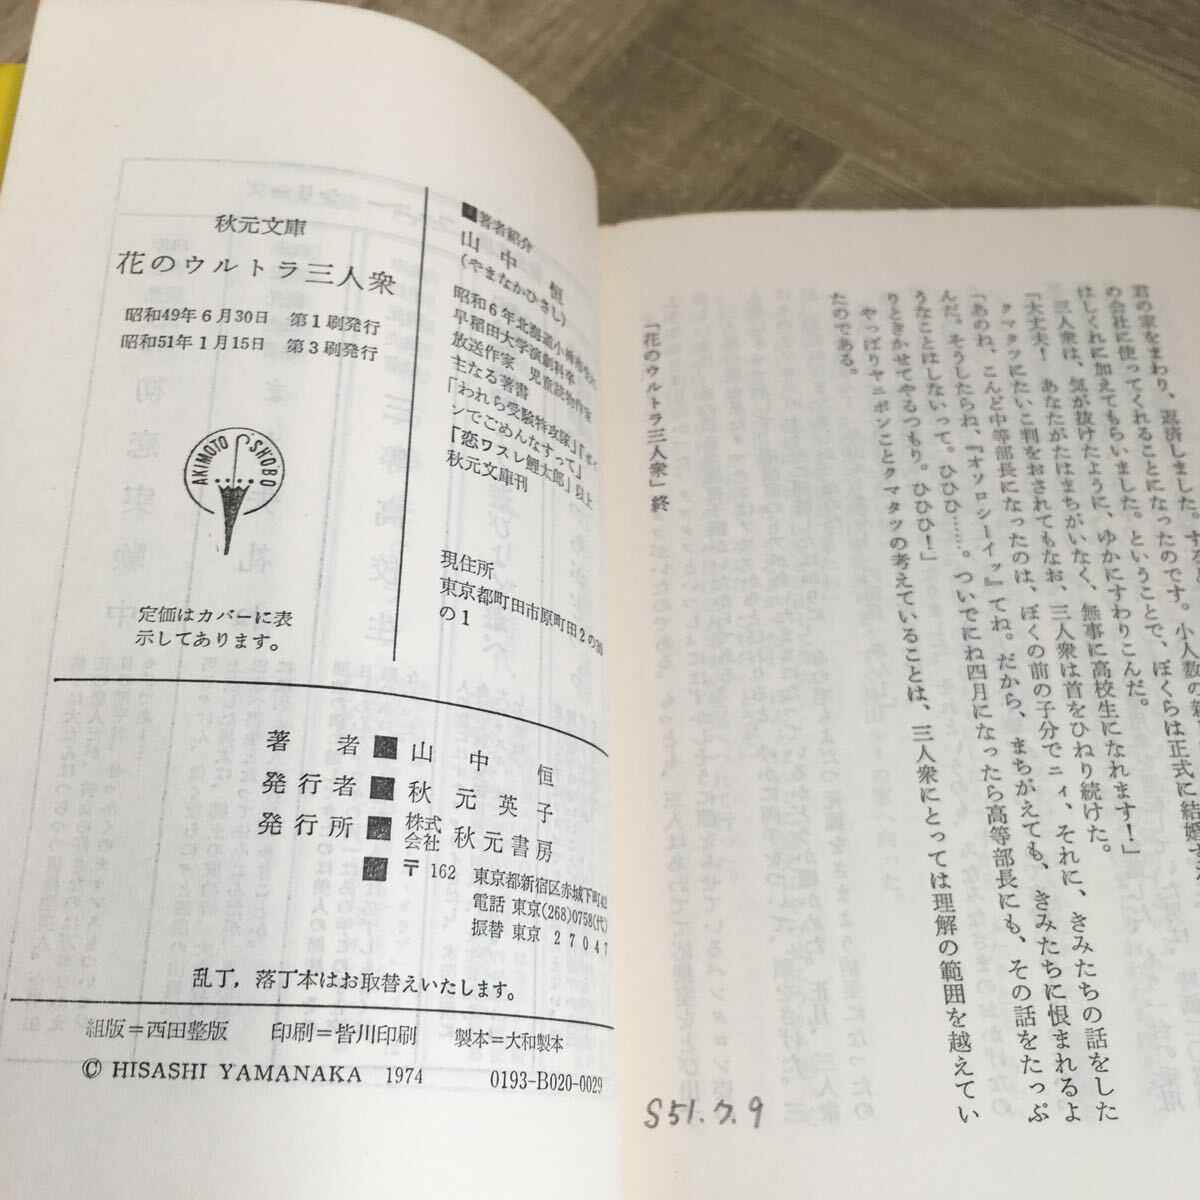 君の家をまわり、返済しました。
の会社に使ってくれることになったのです。小人数の
はしくれに加えてもらいました。ということで、ぼくらは正式に結婚
三人衆は、気が抜けたように、ゆかにすわりこんだ。
「大丈夫！　あなたがたはまちがいなく、無事に高校生になれます！」
クマタツにたいこ判をおされてもなお、三人衆は首をひねり続けた。
「あのね、こんど中等部長になったのは、ぼくの前の子分でニィ、それに、きみたちの話をした
んだ。そうしたらね、『オソロシーイッ』てね。だから、まちがえても、きみたちに恨まれるよ
うなことはしないって。ひひひ……。ついでにね四月になったら高等部長にも、その話をたっぷ
りときかせてやるつもり。ひひひ！」
やっぱりヤニポンことクマタツの考えていることは、三人衆にとっては理解の範囲を越えてい
たのである。
「花のウルトラ三人衆」終
S51.7.9
■著者紹介
山中　恒
（やまなかひさし）
昭和6年北海道小樽市生れ
早稲田大学演劇科卒
放送作家　児童読物作家
主なる著書
「われら受験特攻隊」「ボイ
ンでごめんなすって」
「恋ワスレ鯉太郎」以上
秋元文庫刊
現住所
東京都町田市原町田2の30
の1
秋元文庫
花のウルトラ三人衆
昭和49年6月30日　第1刷発行
昭和51年1月15日　第3刷発行
AKIMOTO SHOBO
定価はカバーに表
示してあります。
著者■山中　恒
発行者■秋元英子
発行所■株式会社 秋元書房
■〒162　東京都新宿区赤城下町42
電話 東京(268)0758(代)
振替 東京 27047
乱丁，落丁本はお取替えいたします。
組版＝西田整版　印刷＝皆川印刷　製本＝大和製本
© HISASHI YAMANAKA 1974　0193-B020-0029